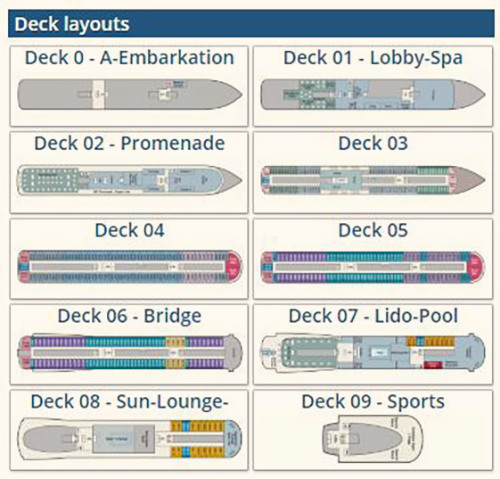 Deck layouts
Deck 0 - A-Embarkation
Deck 01 - Lobby-Spa
Deck 02 - Promenade
Deck 03
Deck 04
Deck 05
Deck 06 - Bridge
Deck 07 - Lido-Pool
Deck 08 - Sun-Lounge-
Deck 09 - Sports